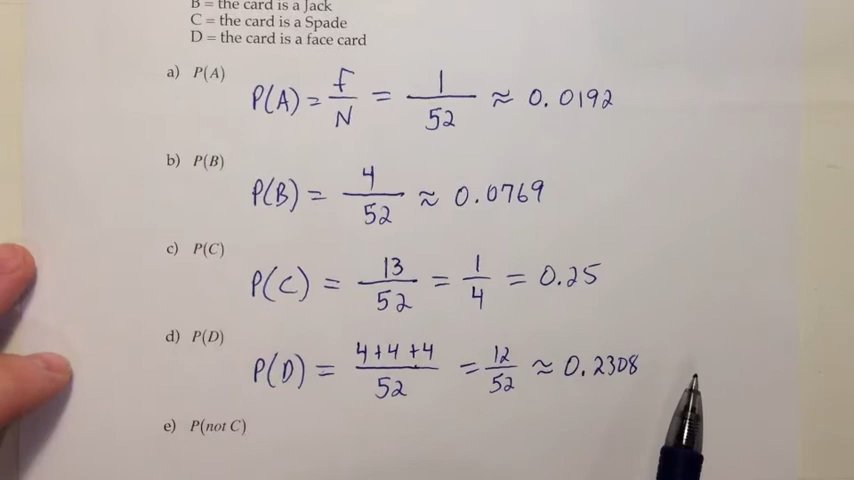 B = the card is a Jack
C = the card is a Spade
D = the card is a face card
a) P(A)
P(A) = f/N = 1/52 ≈ 0.0192
b) P(B)
P(B) = 4/52 ≈ 0.0769
c) P(C)
P(C) = 13/52 = 1/4 = 0.25
d) P(D)
P(D) = 4+4+4/52 = 12/52 ≈ 0.2308
e) P(not C)